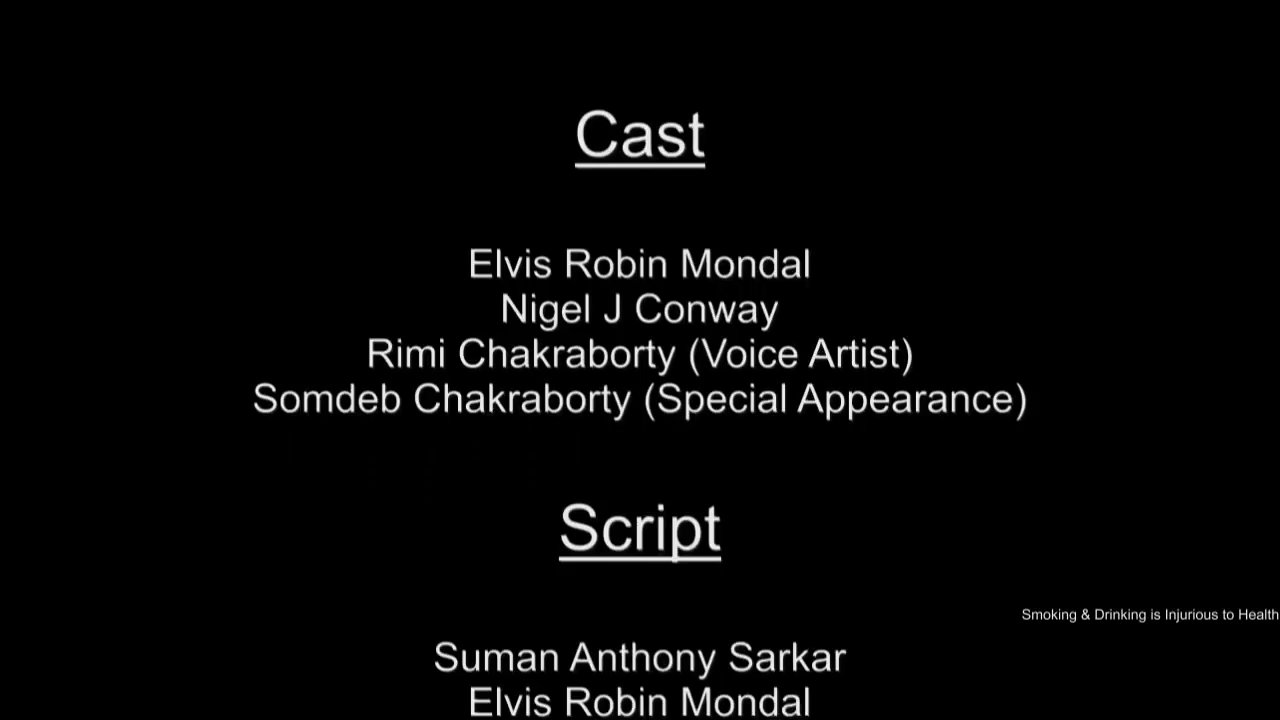 Cast
Elvis Robin Mondal
Nigel J Conway
Rimi Chakraborty (Voice Artist)
Somdeb Chakraborty (Special Appearance)
Script
Smoking & Drinking is Injurious to Health
Suman Anthony Sarkar
Elvis Robin Mondal